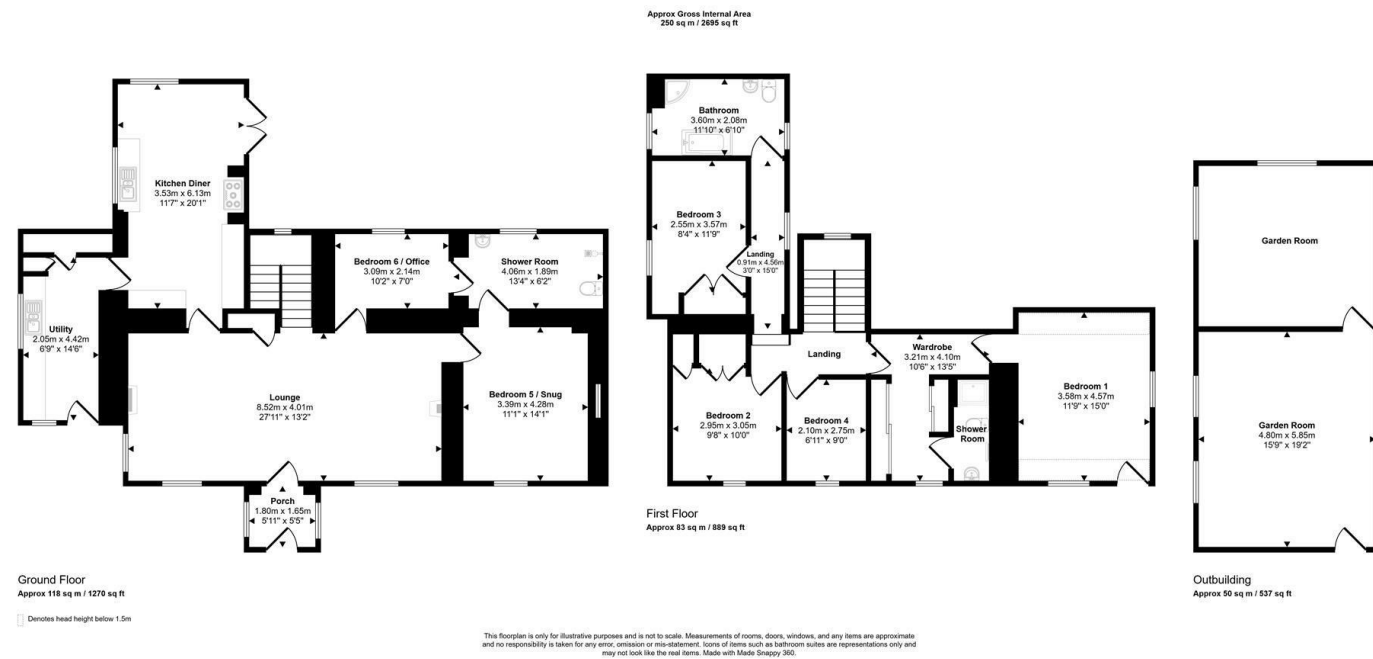 Approx Gross Internal Area
250 sq m / 2695 sq ft
Kitchen Diner
3.53m x 6.13m
11'7" x 20'1"
Utility
2.05m x 4.42m
6'9" x 14'6"
Bedroom 6 / Office
3.09m x 2.14m
10'2" x 7'0"
Shower Room
4.06m x 1.89m
13'4" x 6'2"
Lounge
8.52m x 4.01m
27'11" x 13'2"
Bedroom 5 / Snug
3.39m x 4.28m
11'1" x 14'1"
Porch
1.80m x 1.65m
5'11" x 5'5"
Ground Floor
Approx 118 sq m / 1270 sq ft
Denotes head height below 1.5m
Bathroom
3.60m x 2.08m
11'10" x 6'10"
Bedroom 3
2.55m x 3.57m
8'4" x 11'9"
Landing
0.91m x 4.56m
3'0" x 15'0"
Landing
Wardrobe
3.21m x 4.10m
10'6" x 13'5"
Bedroom 1
3.58m x 4.57m
11'9" x 15'0"
Bedroom 2
2.95m x 3.05m
9'8" x 10'0"
Bedroom 4
2.10m x 2.75m
6'11" x 9'0"
Shower
Room
First Floor
Approx 83 sq m / 889 sq ft
Garden Room
Garden Room
4.80m x 5.85m
15'9" x 19'2"
Outbuilding
Approx 50 sq m / 537 sq ft
This floorplan is only for illustrative purposes and is not to scale. Measurements of rooms, doors, windows, and any items are approximate
and no responsibility is taken for any error, omission or mis-statement. Icons of items such as bathroom suites are representations only and
may not look like the real items. Made with Made Snappy 360.